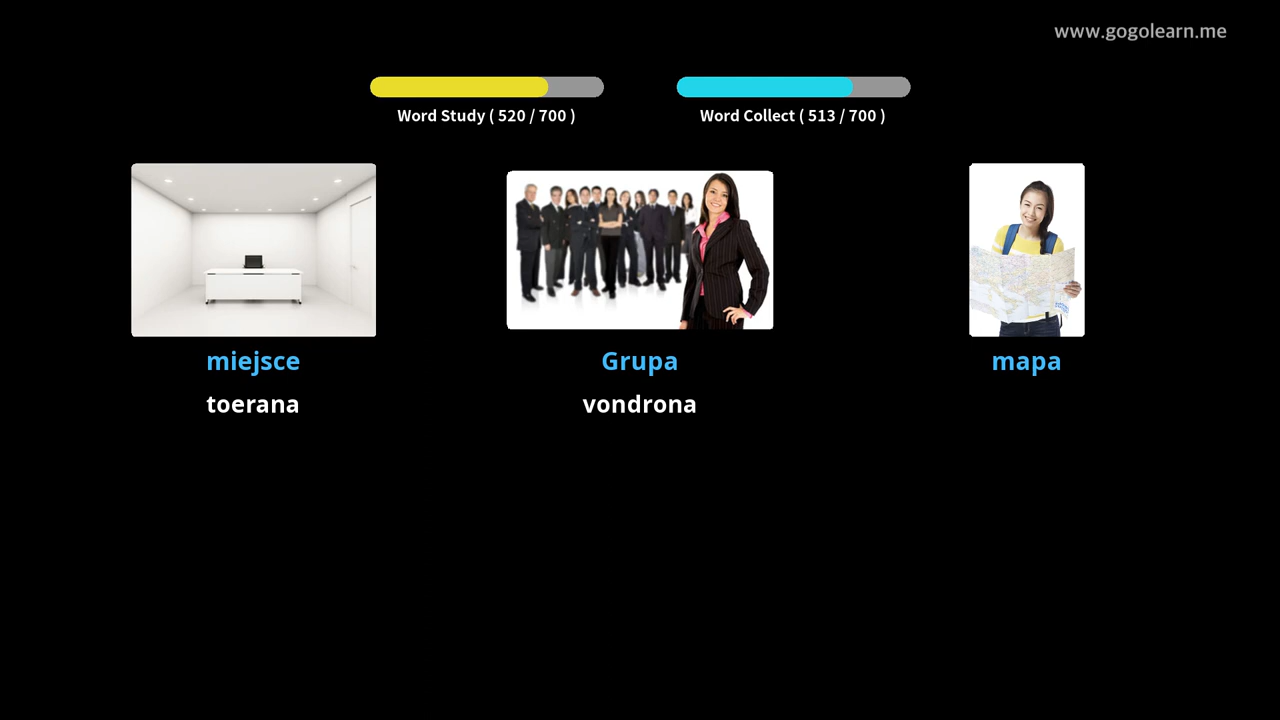 www.gogolearn.me
Word Study ( 520 / 700 )
Word Collect ( 513 / 700 )
miejsce
toerana
Grupa
vondrona
mapa